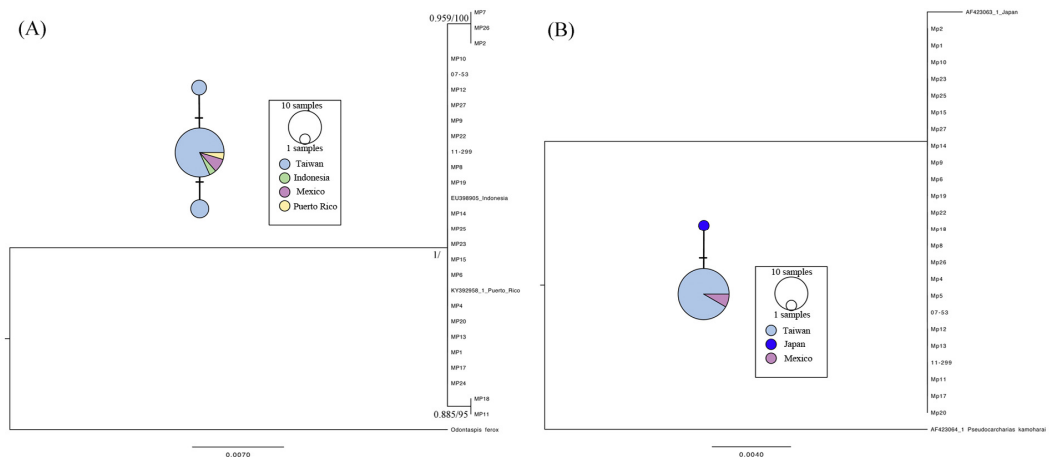 (A)
0.959/100
MP7
MP26
MP2
MP10
07-53
MP12
MP27
MP9
MP22
11-299
MP8
MP19
EU398905_Indonesia
MP14
MP25
MP23
MP15
MP6
KY392958_1_Puerto_Rico
MP4
MP20
MP13
MP1
MP17
MP24
MP18
MP11
Odontaspis ferox
1/
0.885/95
10 samples
1 samples
Taiwan
Indonesia
Mexico
Puerto Rico
0.0070
(B)
AF423063_1_Japan
Mp2
Mp1
Mp10
Mp23
Mp25
Mp15
Mp27
Mp14
Mp9
Mp6
Mp19
Mp22
Mp18
Mp8
Mp26
Mp4
Mp5
07-53
Mp12
Mp13
11-299
Mp11
Mp17
Mp20
AF423064_1 Pseudocarcharias kamoharai
10 samples
1 samples
Taiwan
Japan
Mexico
0.0040